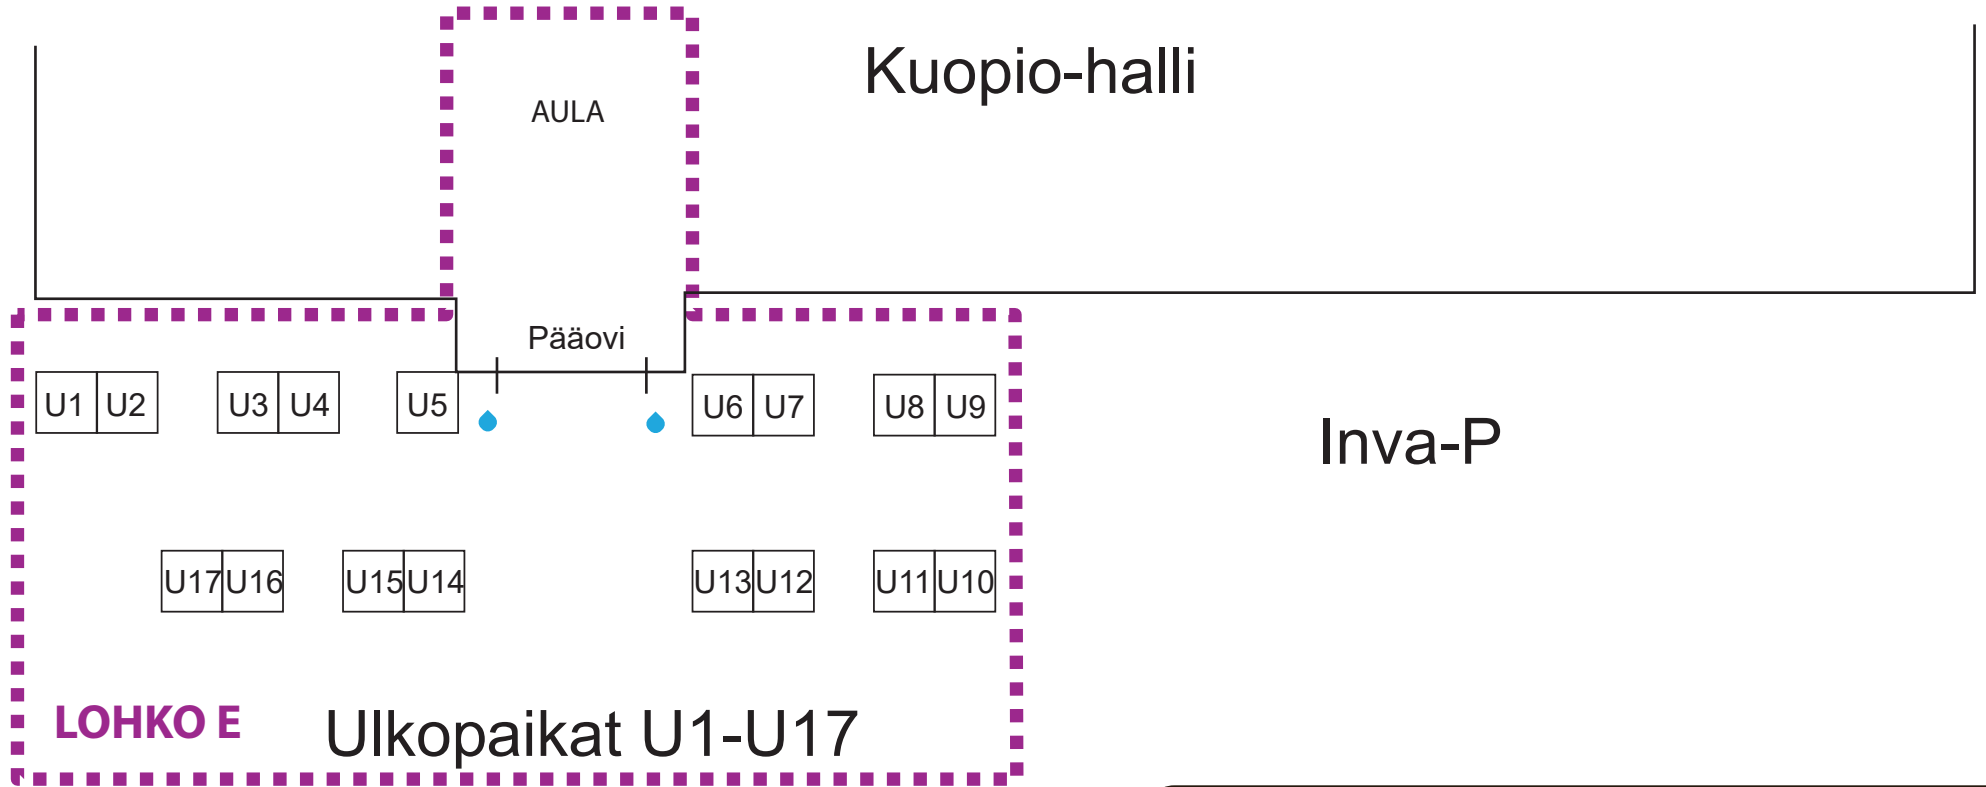 Kuopio-halli
AULA
Pääovi
U1 U2 U3 U4 U5 U6 U7 U8 U9
Inva-P
U17 U16 U15 U14 U13 U12 U11 U10
LOHKO E
Ulkopaikat U1-U17